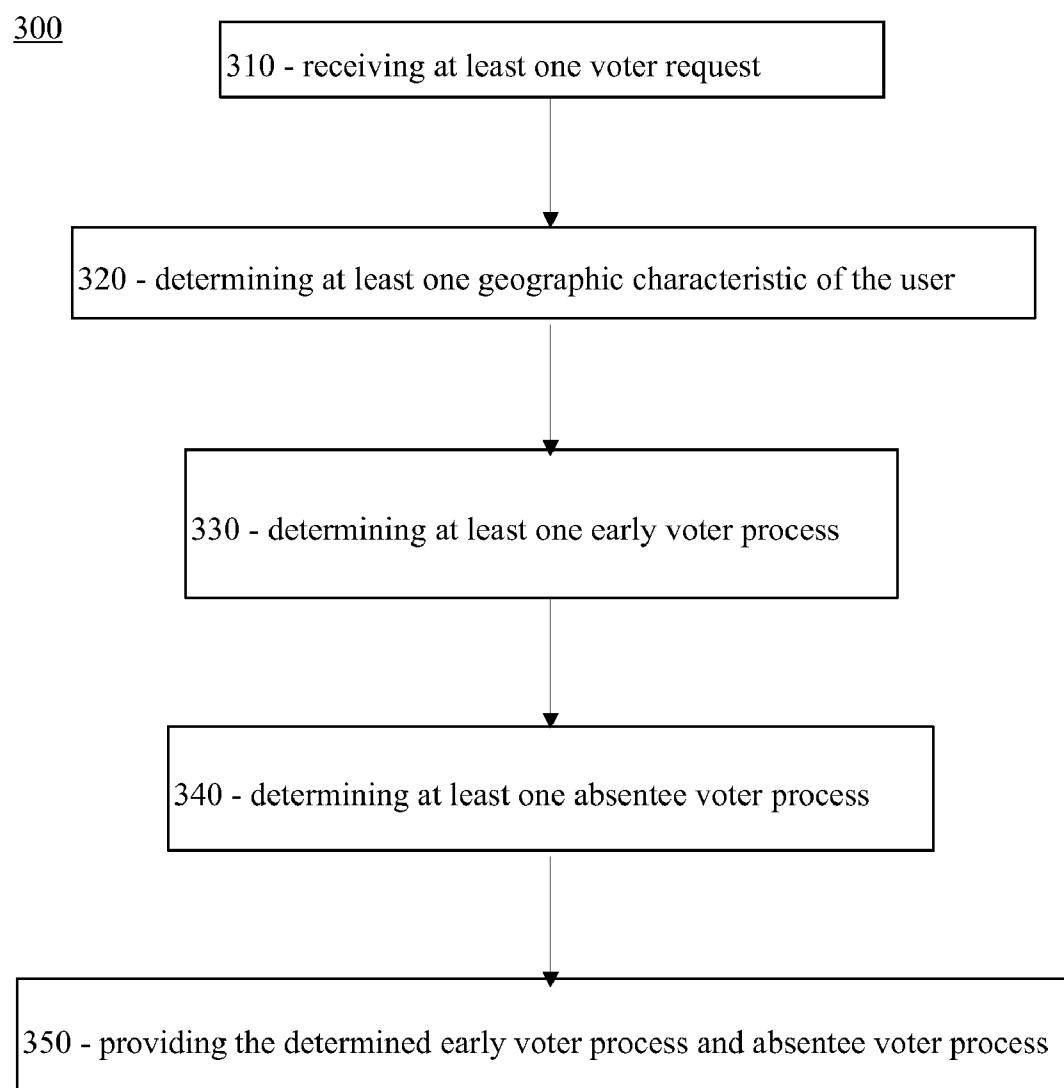 300
310 - receiving at least one voter request
320 - determining at least one geographic characteristic of the user
330 - determining at least one early voter process
340 - determining at least one absentee voter process
350 - providing the determined early voter process and absentee voter process